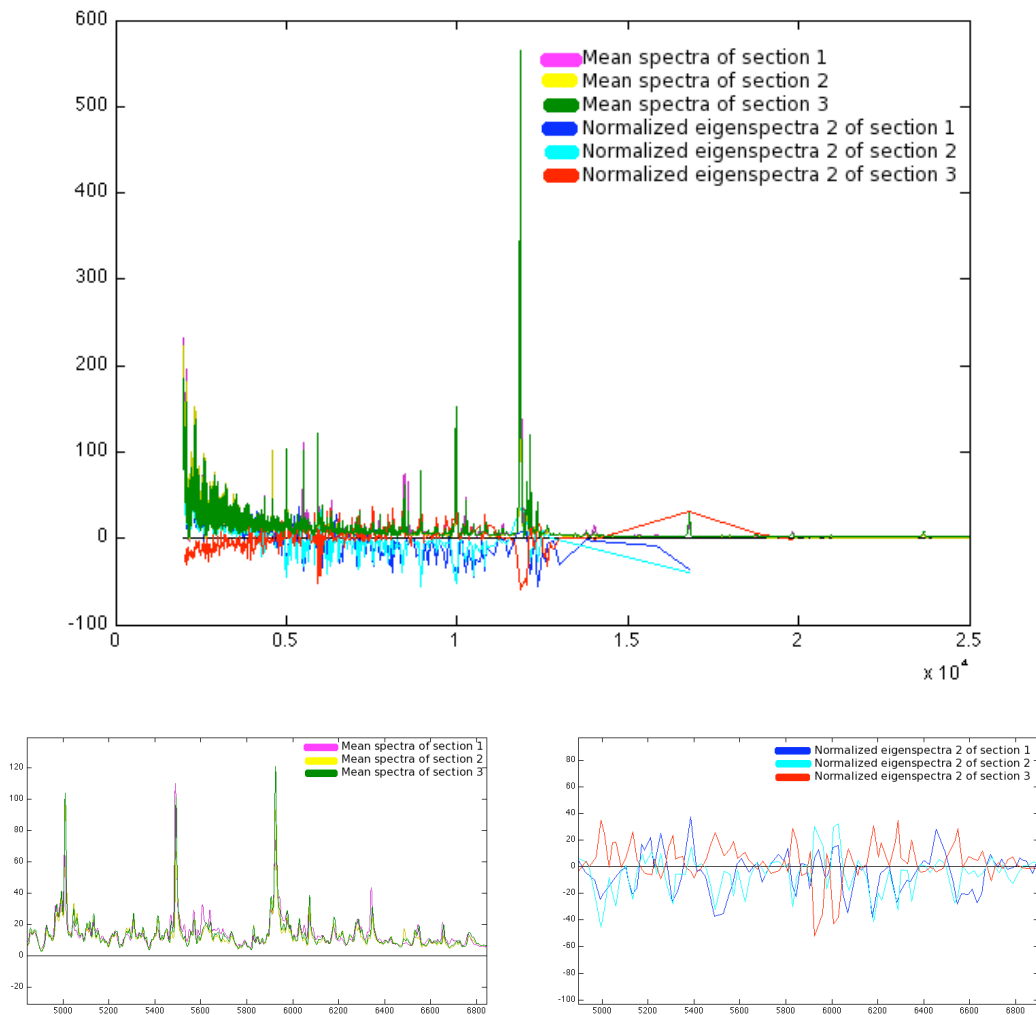 600
Mean spectra of section 1
Mean spectra of section 2
Mean spectra of section 3
Normalized eigenspectra 2 of section 1
Normalized eigenspectra 2 of section 2
Normalized eigenspectra 2 of section 3
500
400
300
200
100
0
-100
0 0.5 1 1.5 2 2.5
x 10⁴
Mean spectra of section 1
Mean spectra of section 2
Mean spectra of section 3
120
100
80
60
40
20
0
-20
5000 5200 5400 5600 5800 6000 6200 6400 6600 6800
Normalized eigenspectra 2 of section 1
Normalized eigenspectra 2 of section 2
Normalized eigenspectra 2 of section 3
80
60
40
20
0
-20
-40
-60
-80
-100
5000 5200 5400 5600 5800 6000 6200 6400 6600 6800